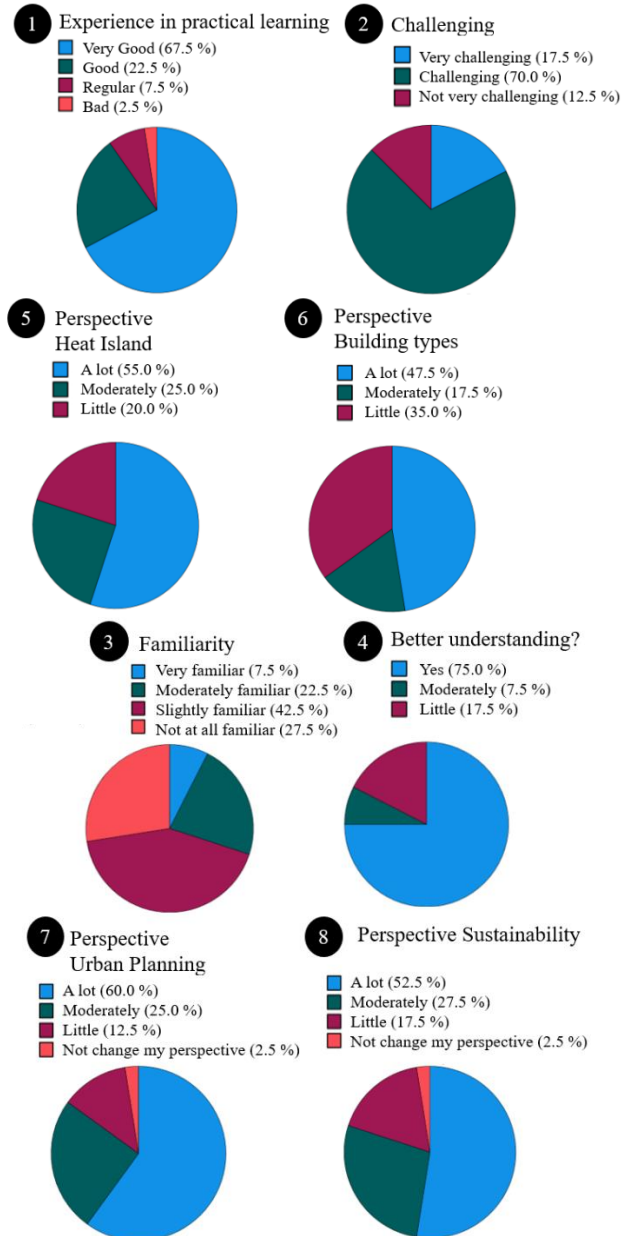 1 Experience in practical learning
Very Good (67.5 %)
Good (22.5 %)
Regular (7.5 %)
Bad (2.5 %)
2 Challenging
Very challenging (17.5 %)
Challenging (70.0 %)
Not very challenging (12.5 %)
5 Perspective
Heat Island
A lot (55.0 %)
Moderately (25.0 %)
Little (20.0 %)
6 Perspective
Building types
A lot (47.5 %)
Moderately (17.5 %)
Little (35.0 %)
3 Familiarity
Very familiar (7.5 %)
Moderately familiar (22.5 %)
Slightly familiar (42.5 %)
Not at all familiar (27.5 %)
4 Better understanding?
Yes (75.0 %)
Moderately (7.5 %)
Little (17.5 %)
7 Perspective
Urban Planning
A lot (60.0 %)
Moderately (25.0 %)
Little (12.5 %)
Not change my perspective (2.5 %)
8 Perspective Sustainability
A lot (52.5 %)
Moderately (27.5 %)
Little (17.5 %)
Not change my perspective (2.5 %)